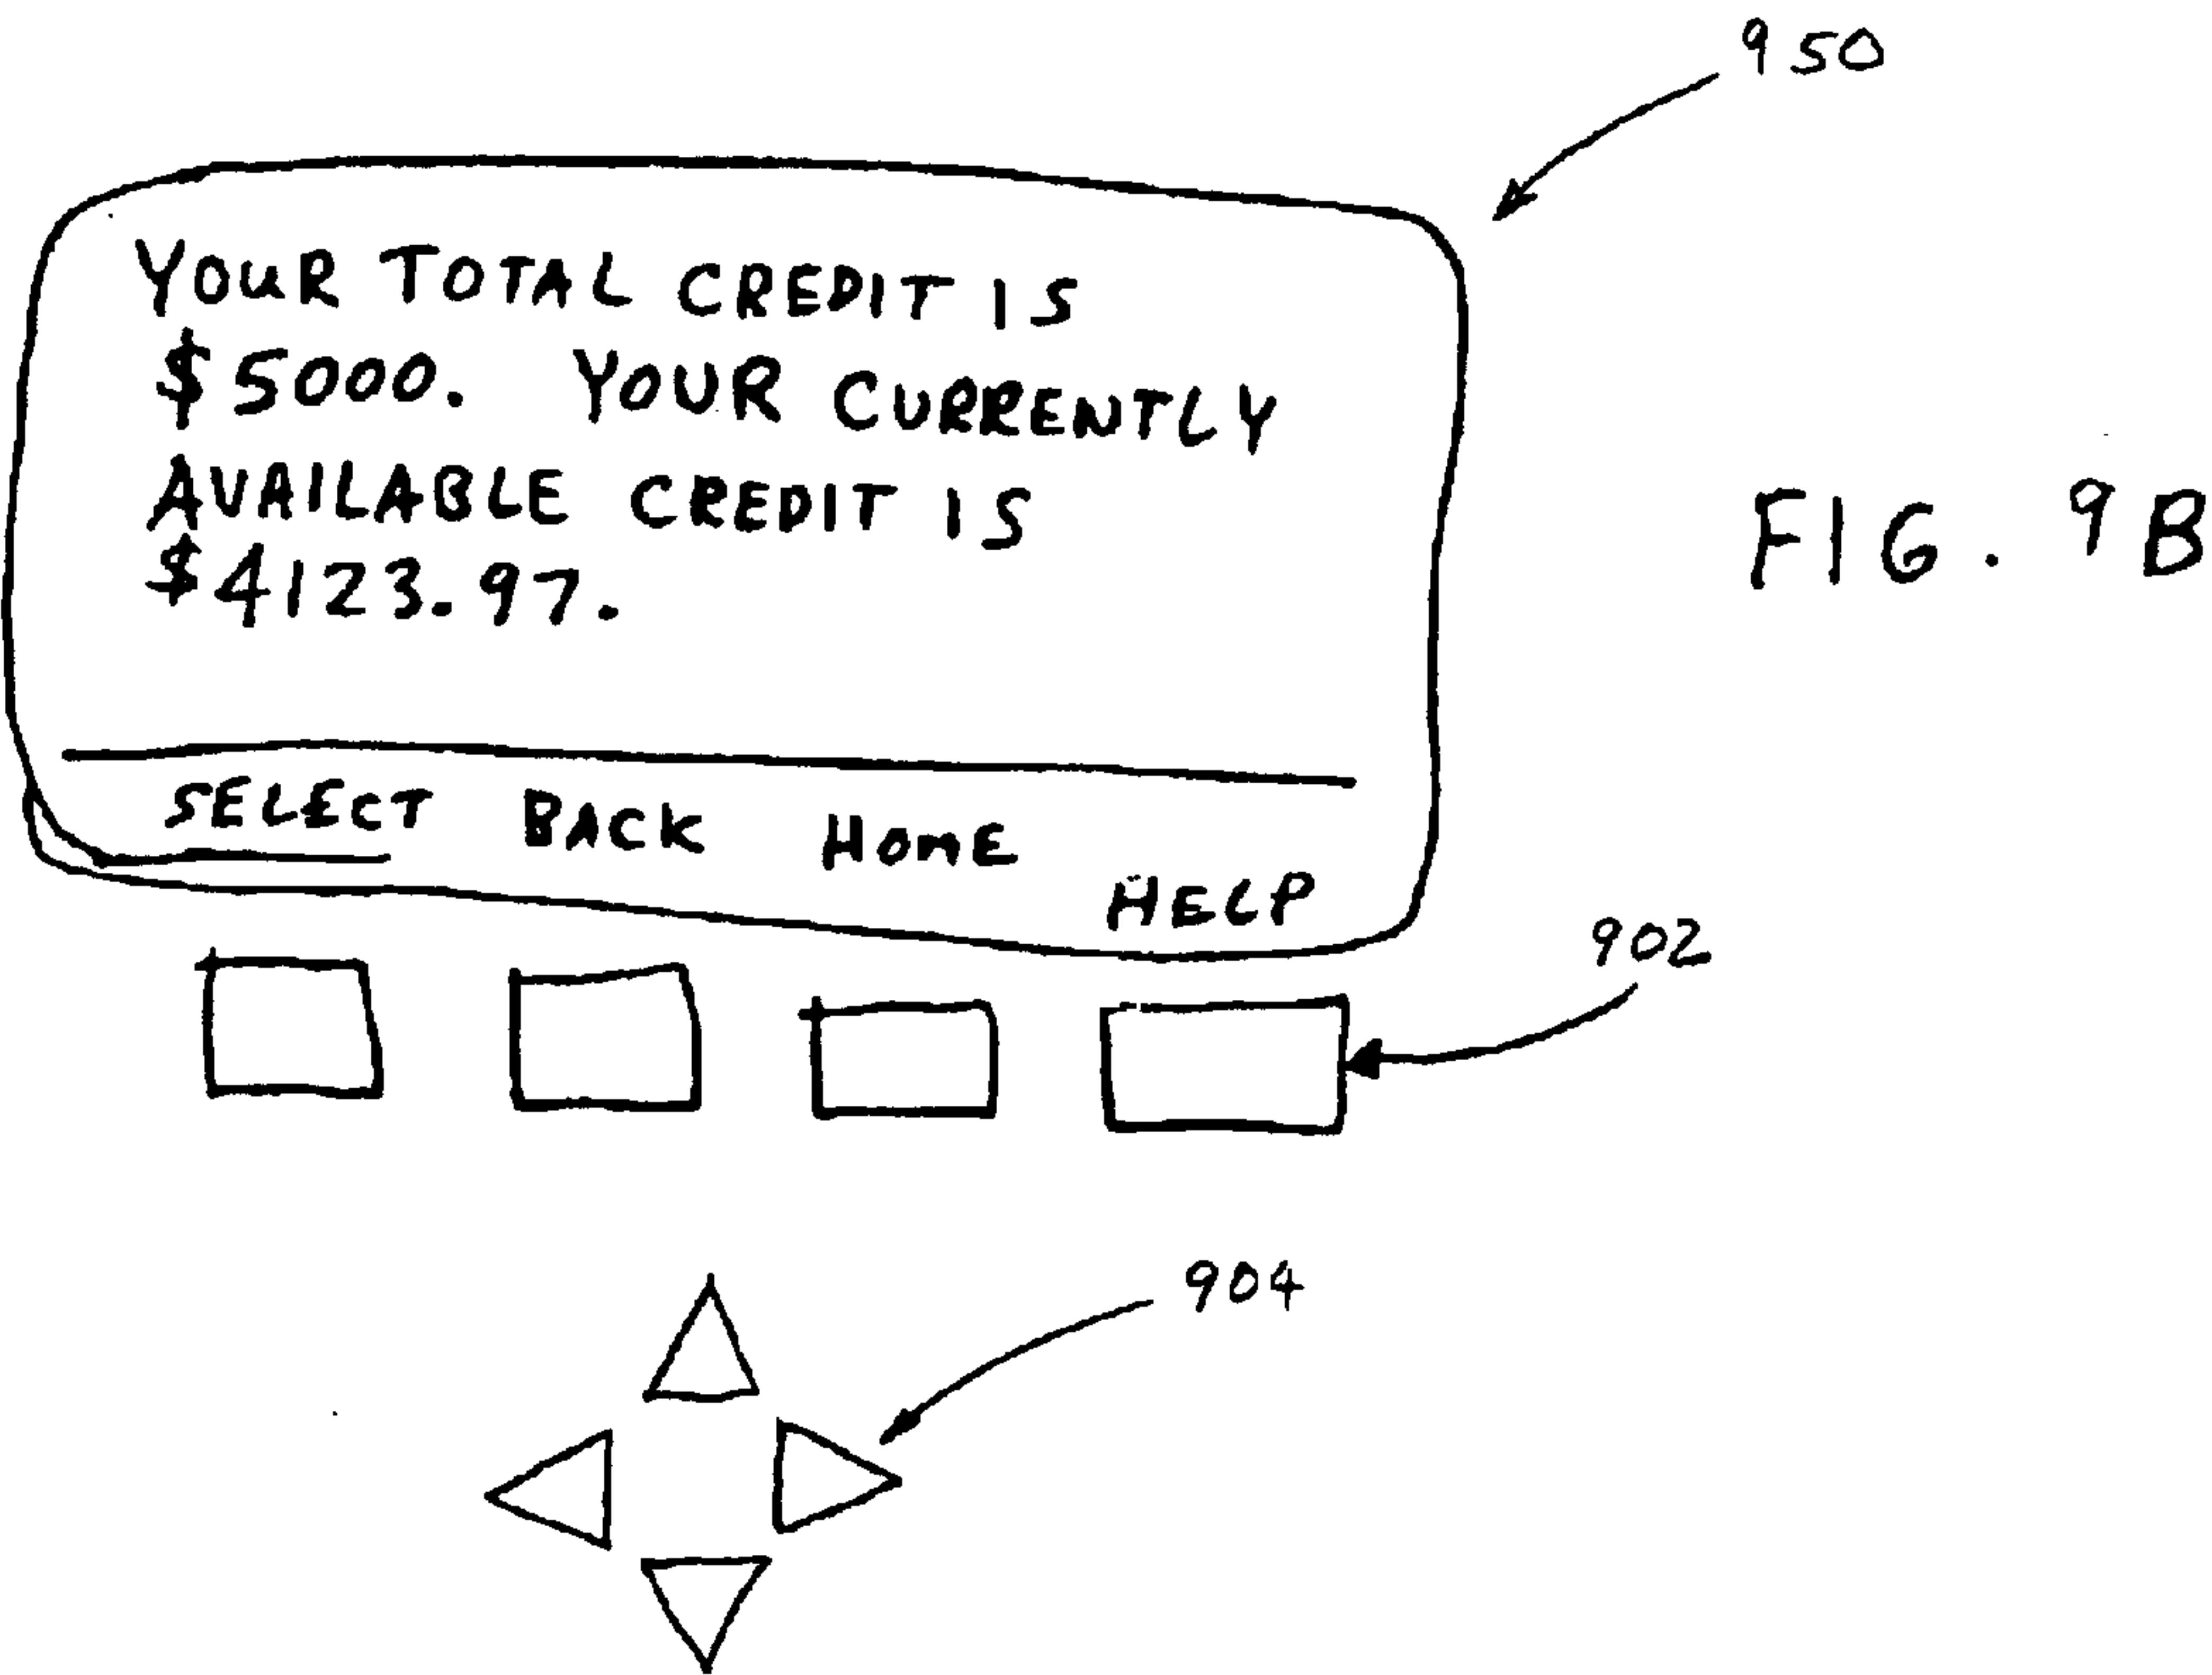 950
YOUR TOTAL CREDIT IS
$5000. YOUR CURRENTLY
AVAILABLE CREDIT IS
$4123.97.
FIG. 9B
SELECT BACK HOME HELP
902
904